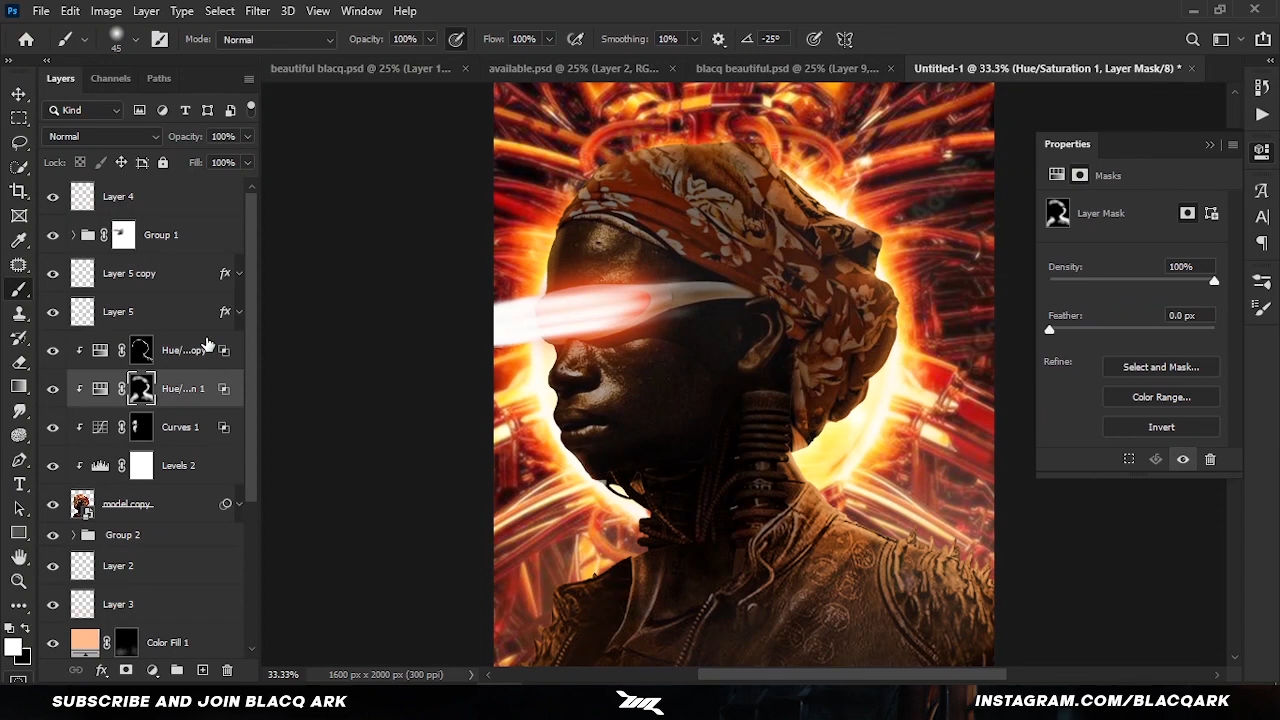 Ps File Edit Image Layer Type Select Filter 3D View Window Help
45 Mode: Normal Opacity: 100% Flow: 100% Smoothing: 10% -25°
Layers Channels Paths
beautiful blacq.psd @ 25% (Layer 1... × available.psd @ 25% (Layer 2, RG... × blacq beautiful.psd @ 25% (Layer 9,... × Untitled-1 @ 33.3% (Hue/Saturation 1, Layer Mask/8) * ×
Kind
Normal Opacity: 100%
Lock: Fill: 100%
Layer 4
Group 1
Layer 5 copy fx
Layer 5 fx
Hue/...op
Hue/...n 1
Curves 1
Levels 2
model copy
Group 2
Layer 2
Layer 3
Color Fill 1
fx
Properties
Masks
Layer Mask
Density: 100%
Feather: 0.0 px
Refine: Select and Mask...
Color Range...
Invert
33.33% 1600 px x 2000 px (300 ppi)
SUBSCRIBE AND JOIN BLACQ ARK
INSTAGRAM.COM/BLACQARK